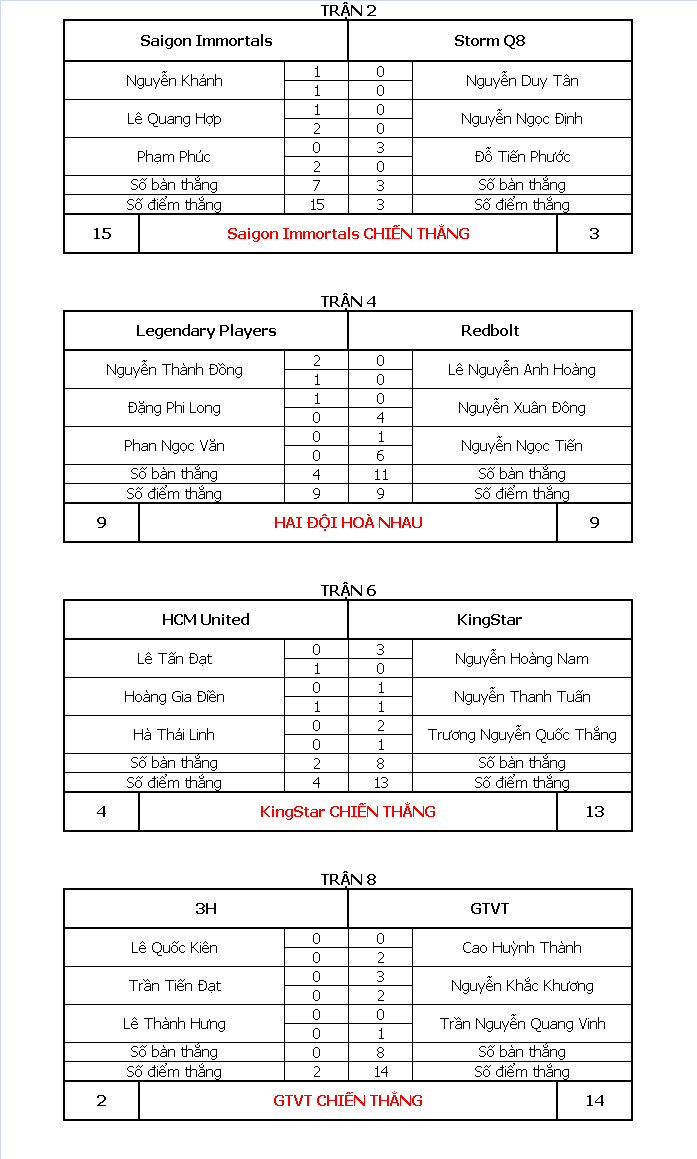 TRẬN 2
Saigon Immortals Storm Q8
Nguyễn Khánh 1 0 Nguyễn Duy Tân
1 0
Lê Quang Hợp 1 0 Nguyễn Ngọc Định
2 0
Phạm Phúc 0 3 Đỗ Tiến Phước
2 0
Số bàn thắng 7 3 Số bàn thắng
Số điểm thắng 15 3 Số điểm thắng
15 Saigon Immortals CHIẾN THẮNG 3
TRẬN 4
Legendary Players Redbolt
Nguyễn Thành Đồng 2 0 Lê Nguyễn Anh Hoàng
1 0
Đặng Phi Long 1 0 Nguyễn Xuân Đông
0 4
Phan Ngọc Văn 0 1 Nguyễn Ngọc Tiến
0 6
Số bàn thắng 4 11 Số bàn thắng
Số điểm thắng 9 9 Số điểm thắng
9 HAI ĐỘI HOÀ NHAU 9
TRẬN 6
HCM United KingStar
Lê Tấn Đạt 0 3 Nguyễn Hoàng Nam
1 0
Hoàng Gia Điền 0 1 Nguyễn Thanh Tuấn
1 1
Hà Thái Linh 0 2 Trương Nguyễn Quốc Thắng
0 1
Số bàn thắng 2 8 Số bàn thắng
Số điểm thắng 4 13 Số điểm thắng
4 KingStar CHIẾN THẮNG 13
TRẬN 8
3H GTVT
Lê Quốc Kiên 0 0 Cao Huỳnh Thành
0 2
Trần Tiến Đạt 0 3 Nguyễn Khắc Khương
0 2
Lê Thành Hưng 0 0 Trần Nguyễn Quang Vinh
0 1
Số bàn thắng 0 8 Số bàn thắng
Số điểm thắng 2 14 Số điểm thắng
2 GTVT CHIẾN THẮNG 14